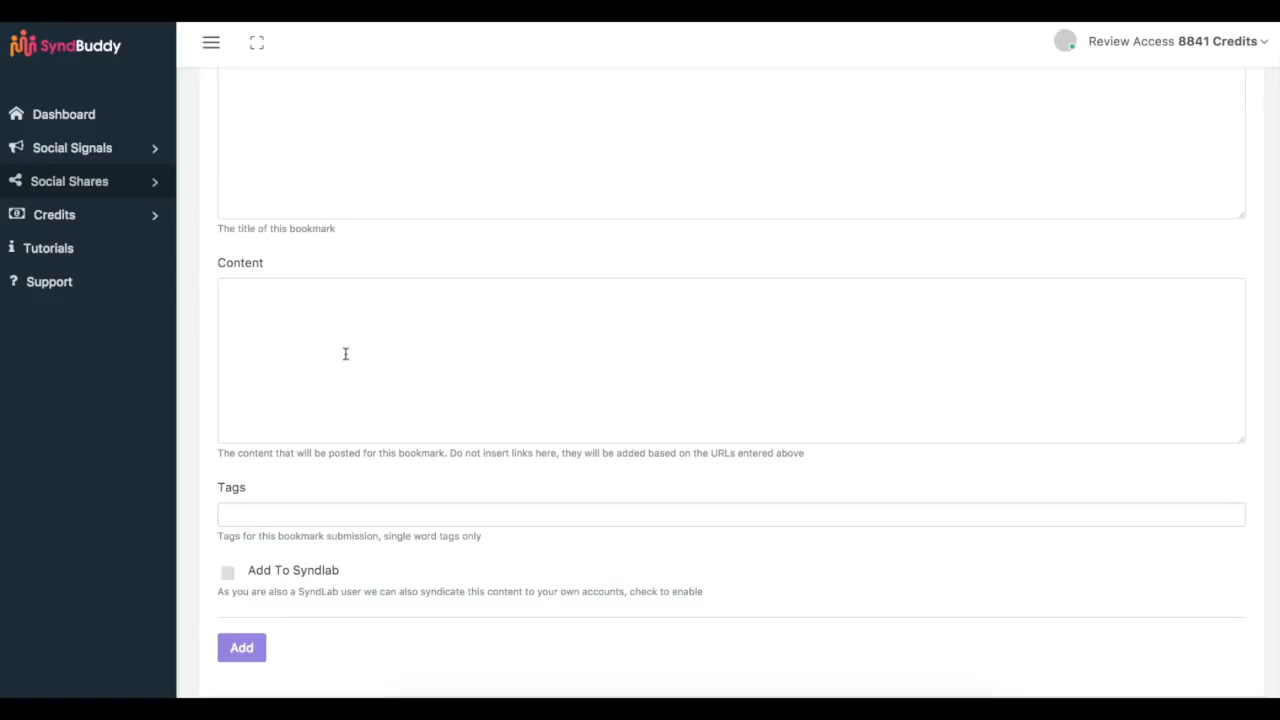 SyndBuddy
Review Access 8841 Credits
Dashboard
Social Signals
Social Shares
Credits
Tutorials
Support
The title of this bookmark
Content
The content that will be posted for this bookmark. Do not insert links here, they will be added based on the URLs entered above
Tags
Tags for this bookmark submission, single word tags only
Add To Syndlab
As you are also a SyndLab user we can also syndicate this content to your own accounts, check to enable
Add